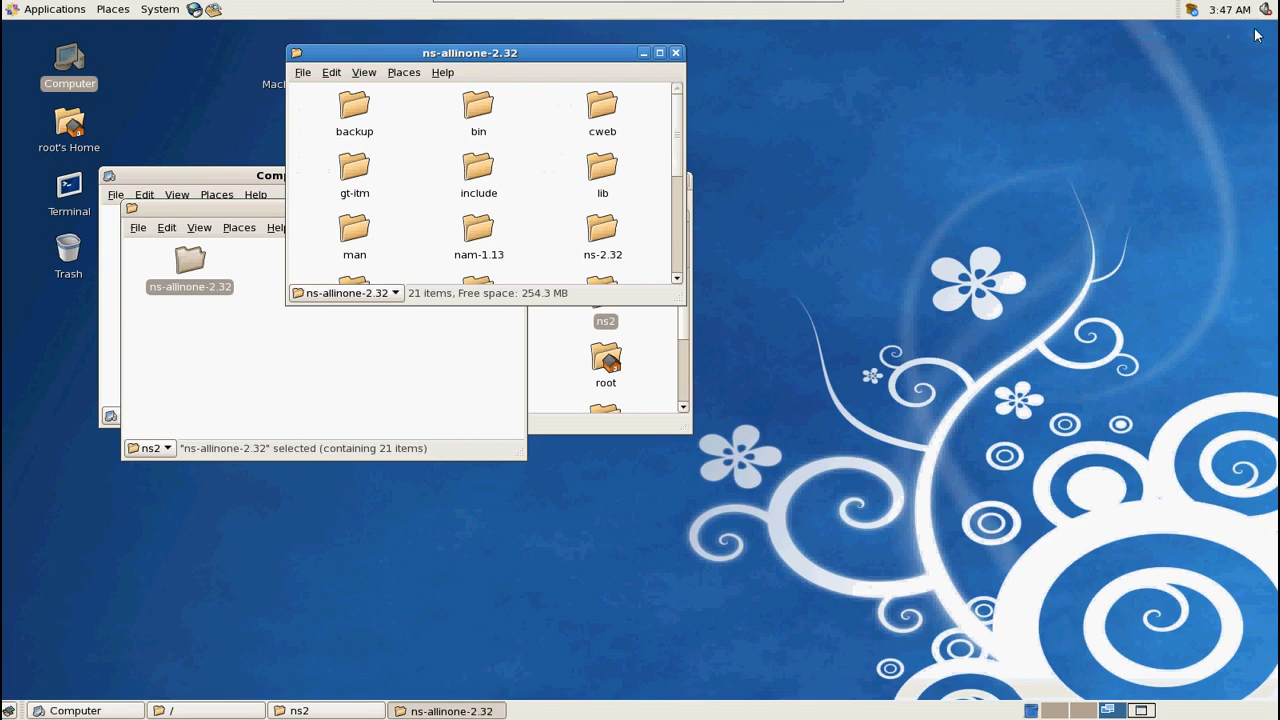 Applications Places System 3:47 AM
Computer
root's Home
Terminal
Trash
ns-allinone-2.32
File Edit View Places Help
backup bin cweb
gt-itm include lib
man nam-1.13 ns-2.32
ns-allinone-2.32 21 items, Free space: 254.3 MB
File Edit View Places Help
File Edit View Places
ns-allinone-2.32
ns2
root
ns2 "ns-allinone-2.32" selected (containing 21 items)
Computer / ns2 ns-allinone-2.32